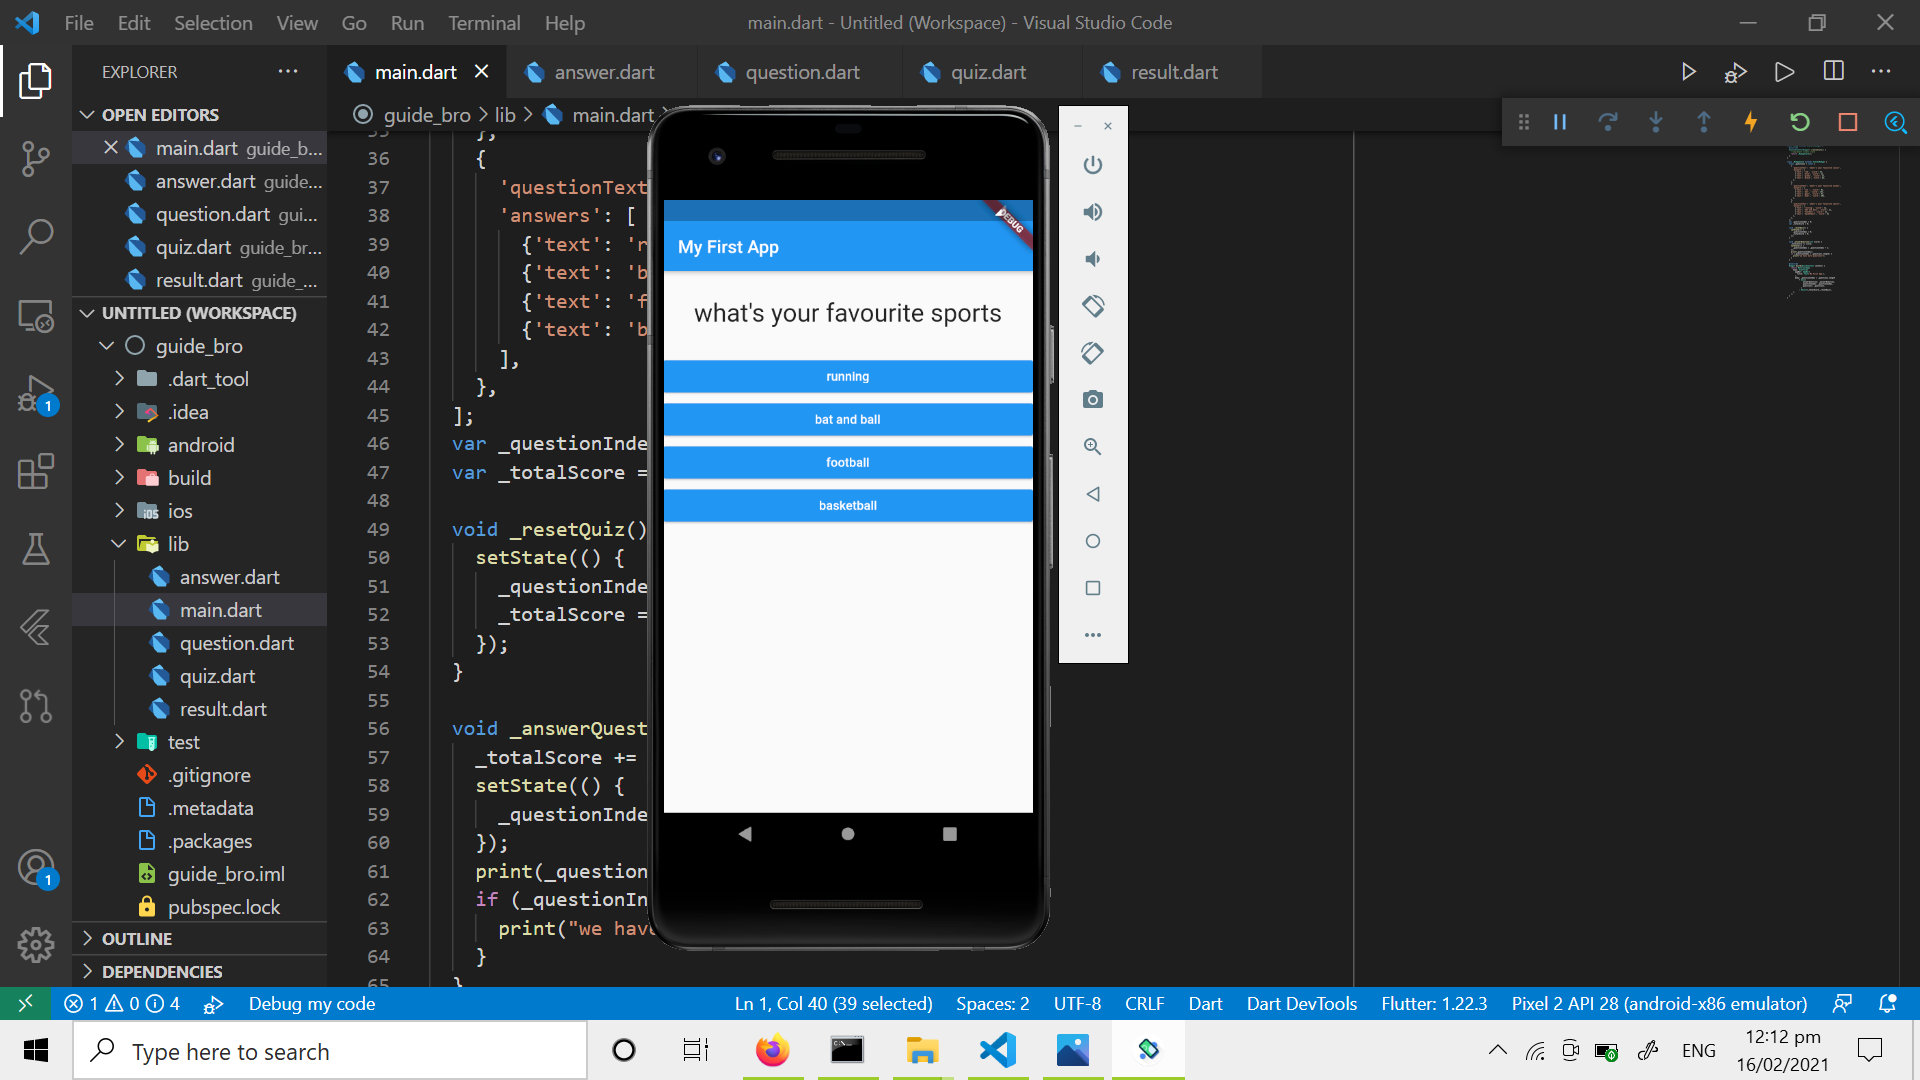 File Edit Selection View Go Run Terminal Help
main.dart - Untitled (Workspace) - Visual Studio Code
EXPLORER
main.dart
answer.dart
question.dart
quiz.dart
result.dart
OPEN EDITORS
guide_bro > lib > main.dart
main.dart guide_b...
answer.dart guide...
question.dart gui...
quiz.dart guide_br...
result.dart guide_...
UNTITLED (WORKSPACE)
guide_bro
.dart_tool
.idea
android
build
ios
lib
answer.dart
main.dart
question.dart
quiz.dart
result.dart
test
.gitignore
.metadata
.packages
guide_bro.iml
pubspec.lock
OUTLINE
DEPENDENCIES
1
1
35 },
36 {
37 'questionText
38 'answers': [
39 {'text': 'r
40 {'text': 'b
41 {'text': 'f
42 {'text': 'b
43 ],
44 },
45 ];
46 var _questionInde
47 var _totalScore =
48
49 void _resetQuiz()
50 setState(() {
51 _questionInde
52 _totalScore =
53 });
54 }
55
56 void _answerQuest
57 _totalScore +=
58 setState(() {
59 _questionInde
60 });
61 print(_question
62 if (_questionIn
63 print("we have
64 }
65 }
DEBUG
My First App
what's your favourite sports
running
bat and ball
football
basketball
1 0 4 Debug my code Ln 1, Col 40 (39 selected) Spaces: 2 UTF-8 CRLF Dart Dart DevTools Flutter: 1.22.3 Pixel 2 API 28 (android-x86 emulator)
Type here to search
ENG
12:12 pm
16/02/2021